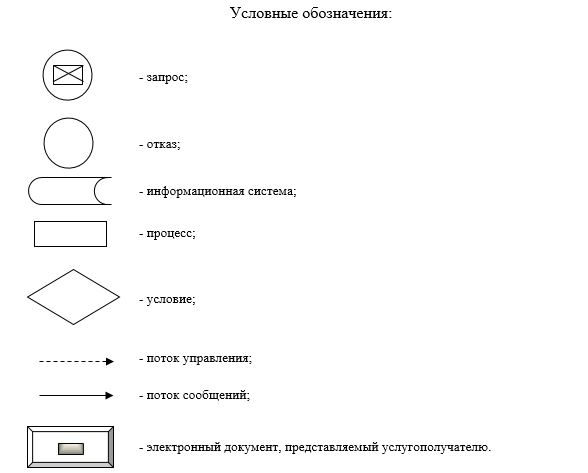 Условные обозначения:
- запрос;
- отказ;
- информационная система;
- процесс;
- условие;
- поток управления;
- поток сообщений;
- электронный документ, представляемый услугополучателю.